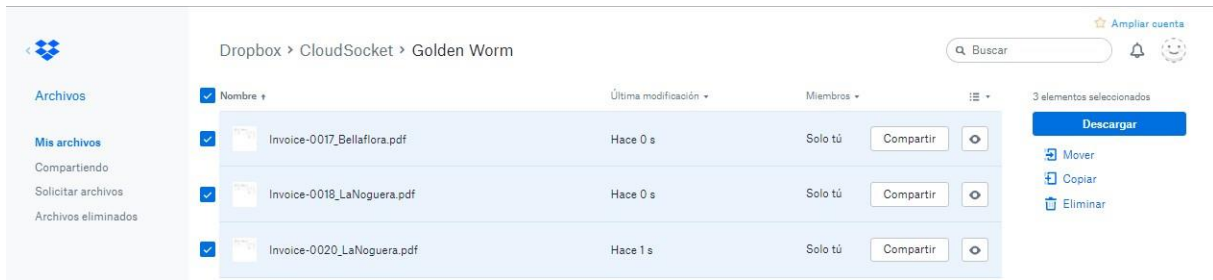 Ampliar cuenta
Dropbox > CloudSocket > Golden Worm
Buscar
Archivos
Nombre
Última modificación
Miembros
3 elementos seleccionados
Descargar
Mis archivos
Invoice-0017_Bellaflora.pdf
Hace 0 s
Solo tú
Compartir
Mover
Compartiendo
Copiar
Solicitar archivos
Invoice-0018_LaNoguera.pdf
Hace 0 s
Solo tú
Compartir
Eliminar
Archivos eliminados
Invoice-0020_LaNoguera.pdf
Hace 1 s
Solo tú
Compartir